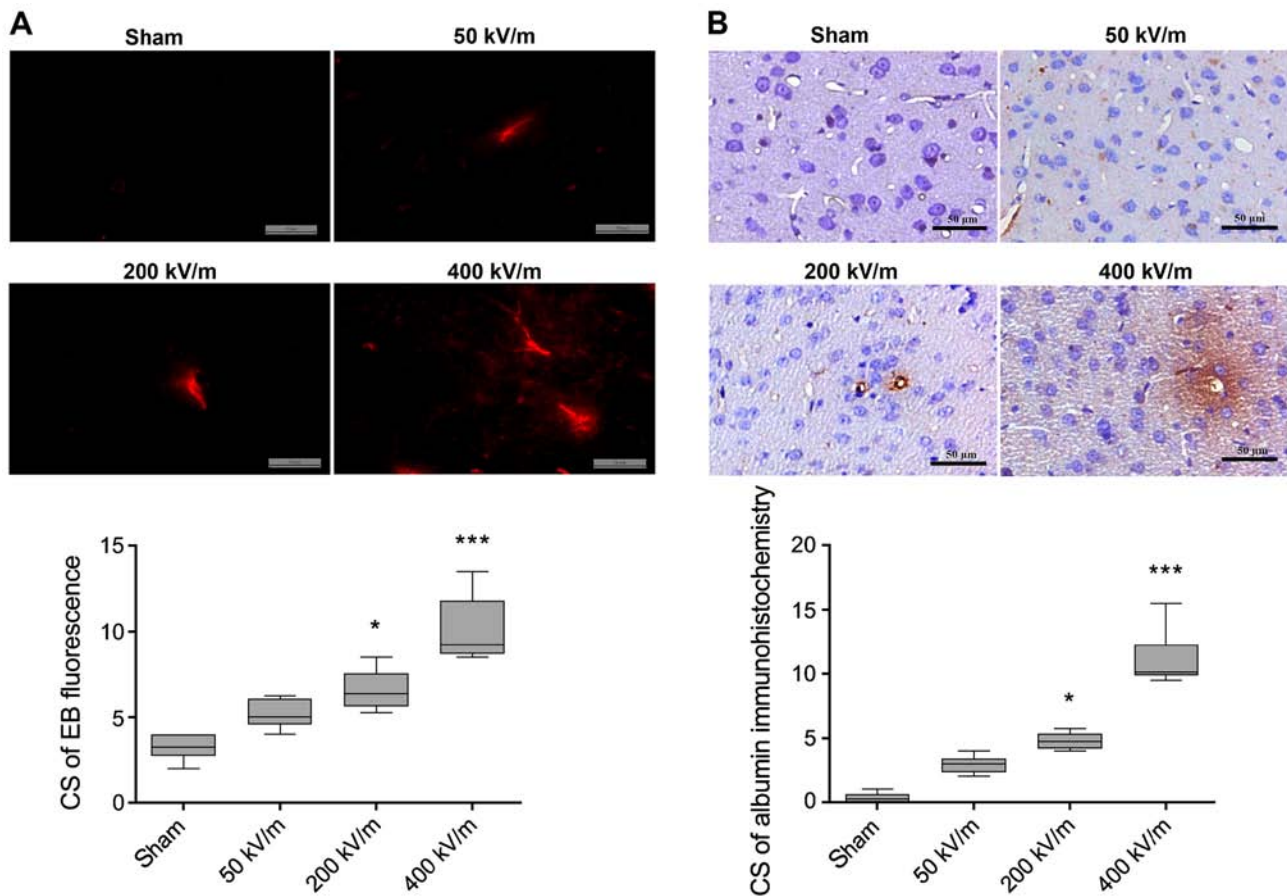 A
Sham
50 kV/m
200 kV/m
400 kV/m
CS of EB fluorescence
15
10
5
0
***
*
Sham
50 kV/m
200 kV/m
400 kV/m
B
Sham
50 kV/m
50 μm
50 μm
200 kV/m
400 kV/m
50 μm
50 μm
CS of albumin immunohistochemistry
20
15
10
5
0
***
*
Sham
50 kV/m
200 kV/m
400 kV/m